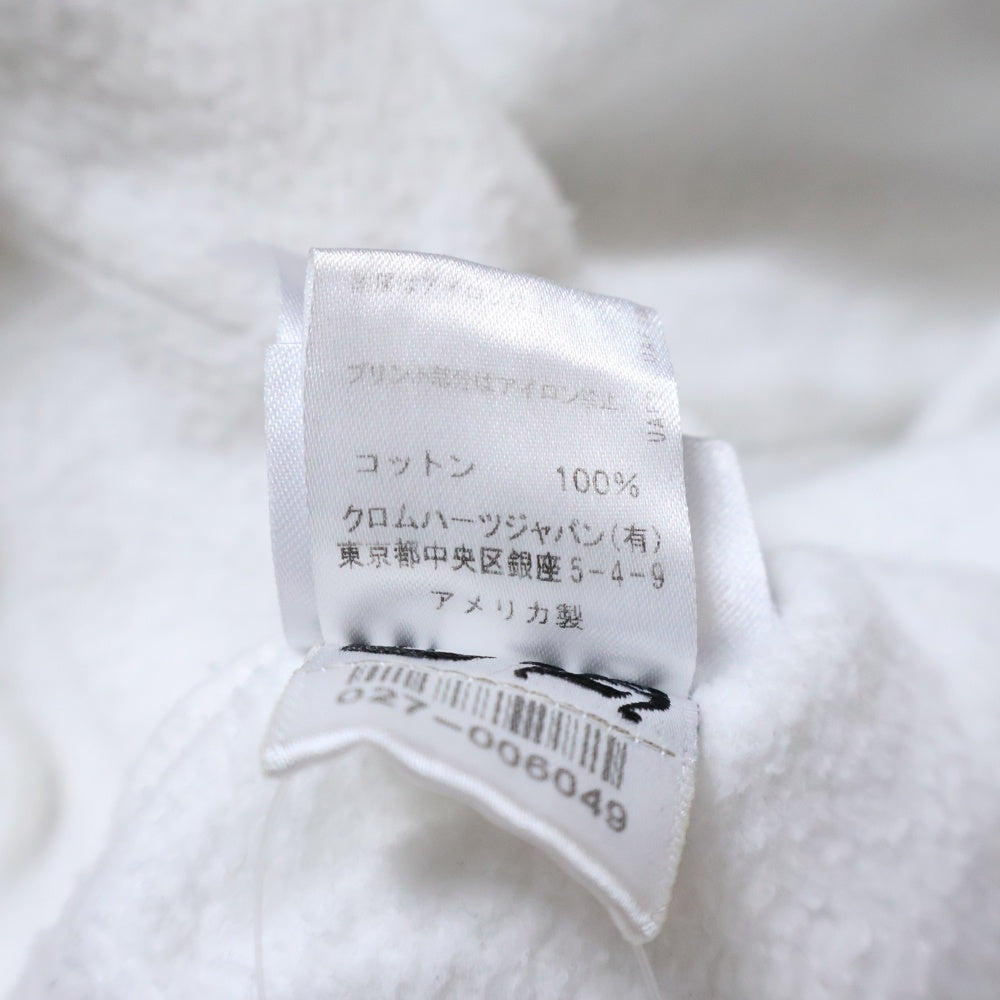 プリント部分はアイロン禁止
コットン 100%
クロムハーツジャパン(有)
東京都中央区銀座5-4-9
アメリカ製
027-006049